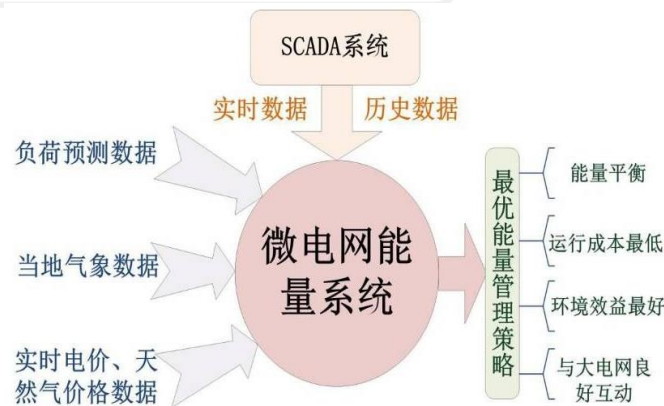 SCADA系统
实时数据 历史数据
负荷预测数据
当地气象数据
实时电价、天
然气价格数据
微电网能
量系统
最优能量管理策略
能量平衡
运行成本最低
环境效益最好
与大电网良
好互动